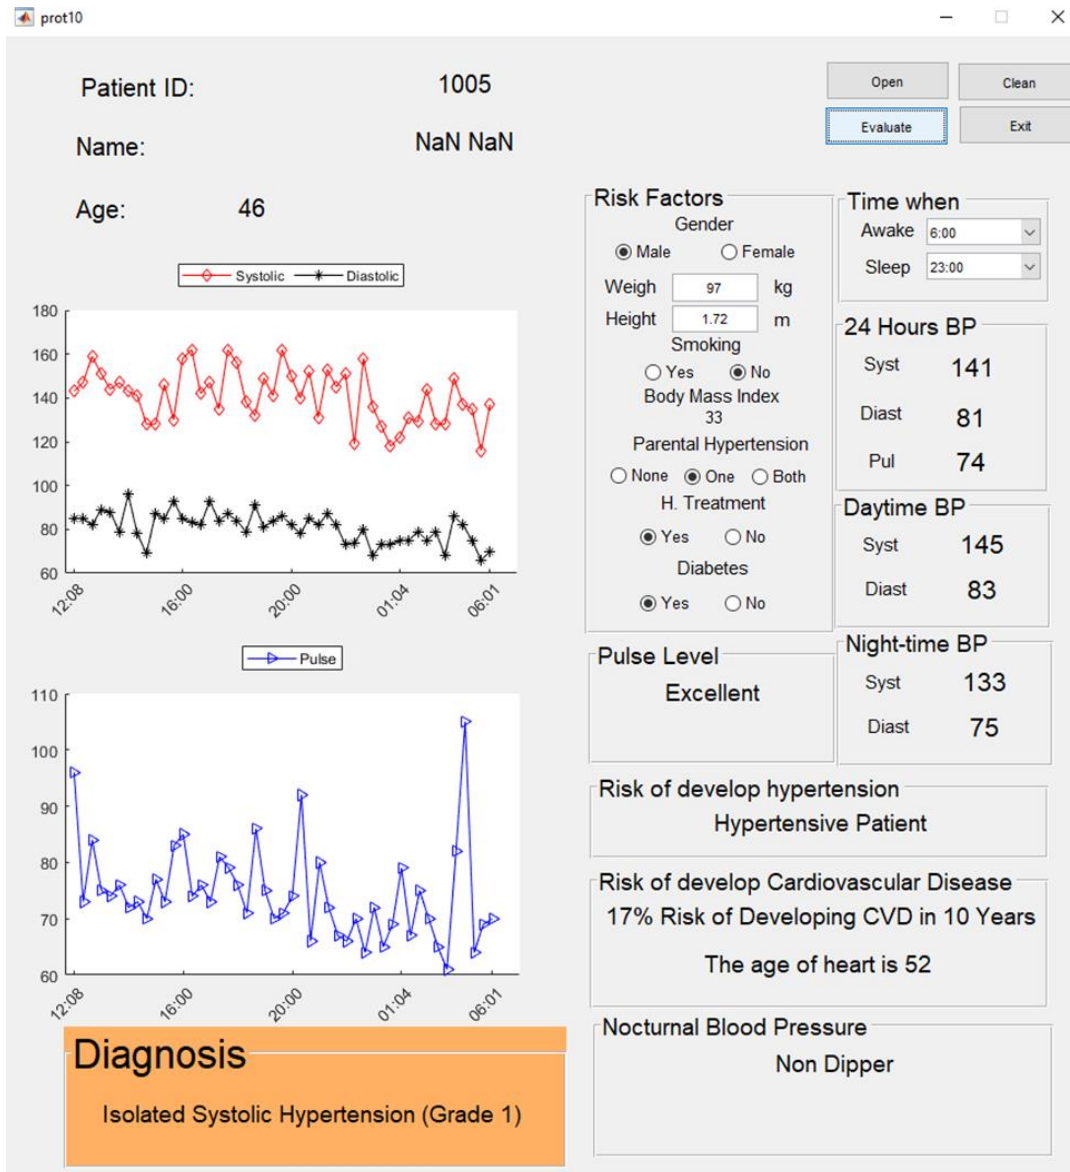 prot10
Patient ID: 1005
Name: NaN NaN
Age: 46
Open Clean
Evaluate Exit
Systolic Diastolic
180
160
140
120
100
80
60
12:08 16:00 20:00 01:04 06:01
Pulse
110
100
90
80
70
60
12:08 16:00 20:00 01:04 06:01
Diagnosis
Isolated Systolic Hypertension (Grade 1)
Risk Factors
Gender
Male Female
Weigh 97 kg
Height 1.72 m
Smoking
Yes No
Body Mass Index
33
Parental Hypertension
None One Both
H. Treatment
Yes No
Diabetes
Yes No
Time when
Awake 6:00
Sleep 23:00
24 Hours BP
Syst 141
Diast 81
Pul 74
Daytime BP
Syst 145
Diast 83
Night-time BP
Syst 133
Diast 75
Pulse Level
Excellent
Risk of develop hypertension
Hypertensive Patient
Risk of develop Cardiovascular Disease
17% Risk of Developing CVD in 10 Years
The age of heart is 52
Nocturnal Blood Pressure
Non Dipper